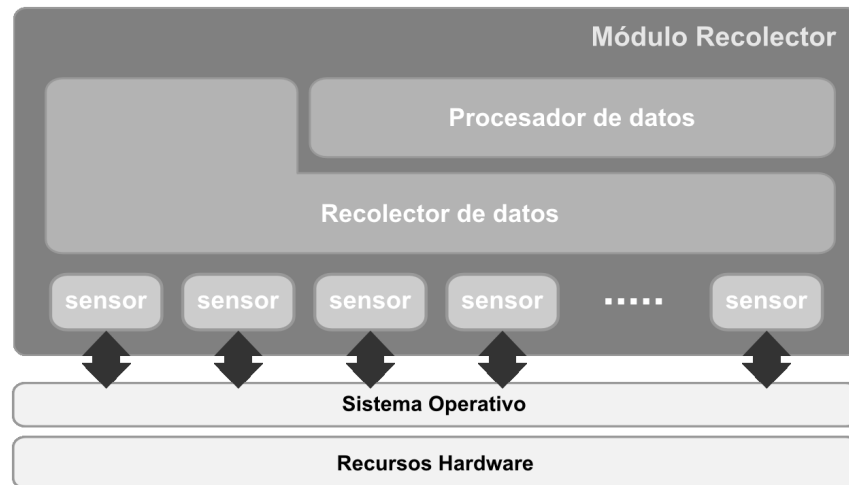 Módulo Recolector
Procesador de datos
Recolector de datos
sensor sensor sensor sensor ..... sensor
Sistema Operativo
Recursos Hardware